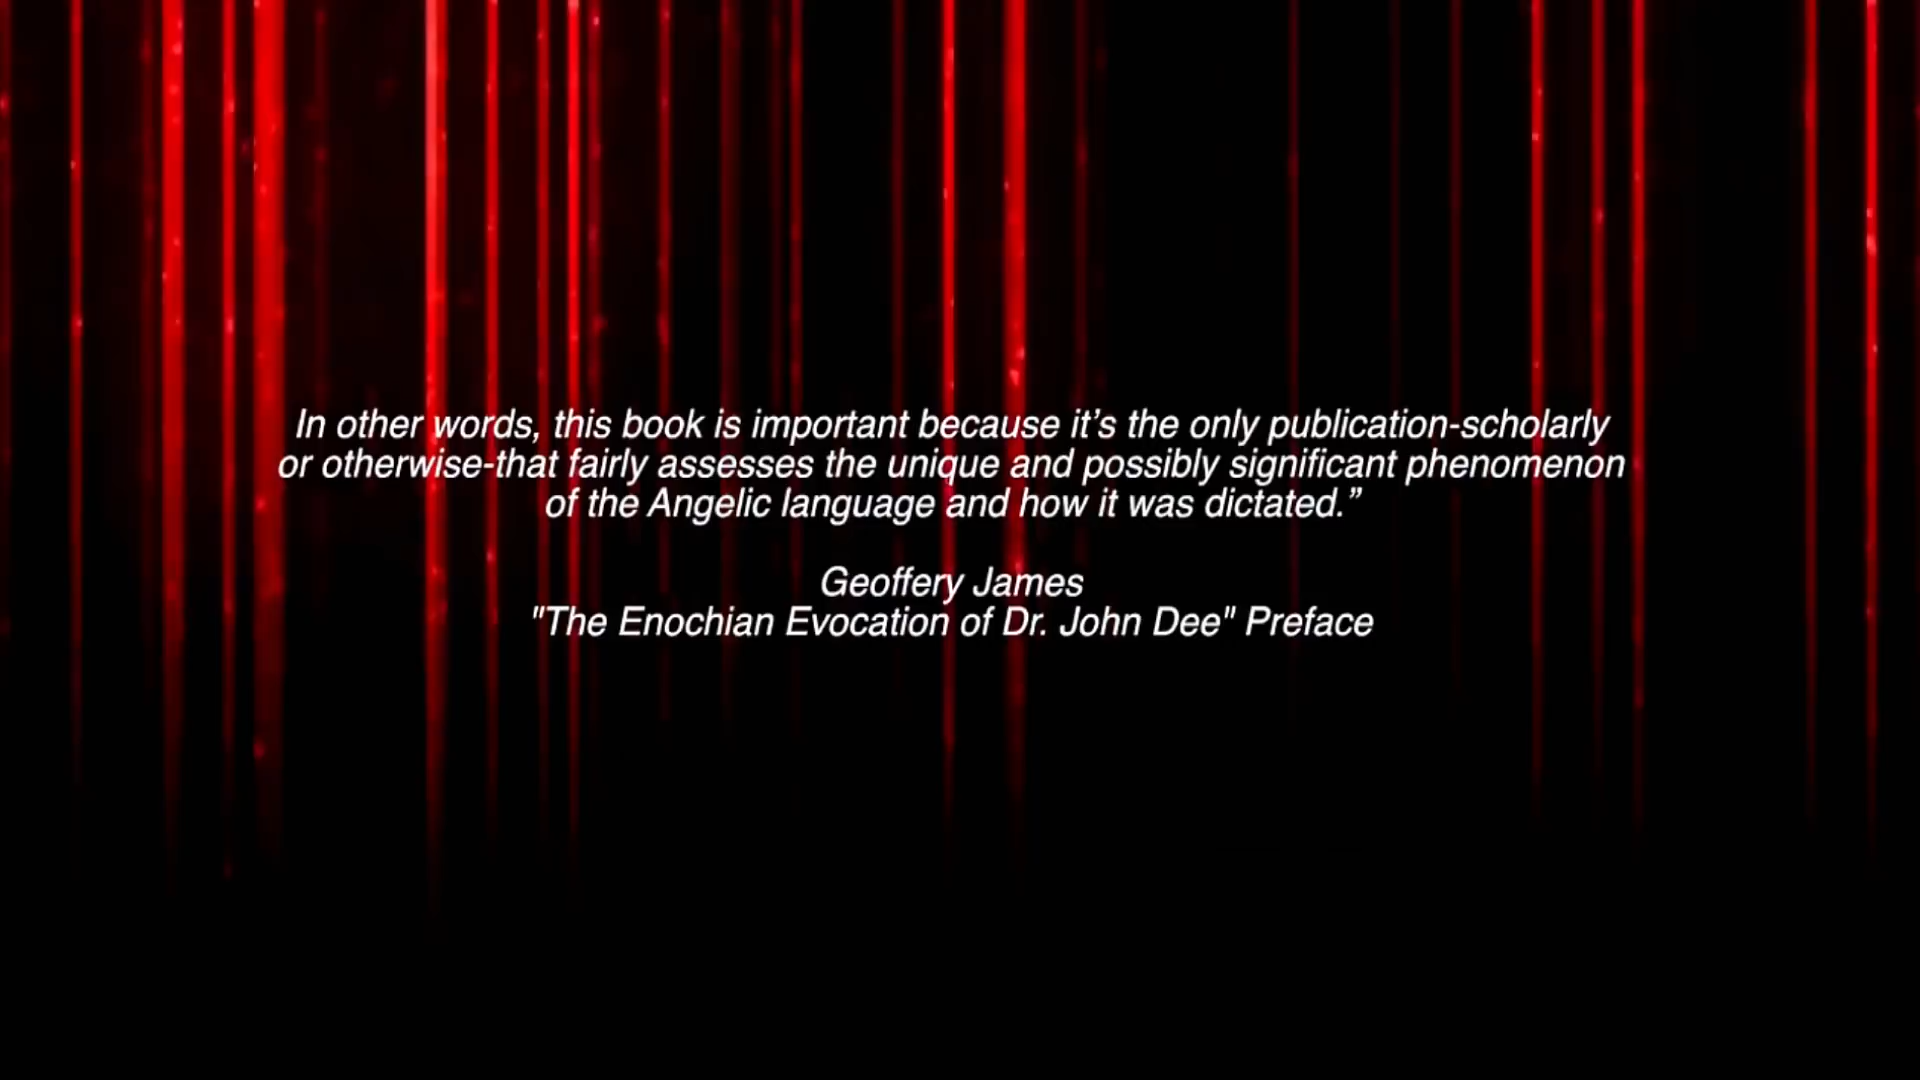 In other words, this book is important because it’s the only publication-scholarly
or otherwise-that fairly assesses the unique and possibly significant phenomenon
of the Angelic language and how it was dictated.”
Geoffery James
"The Enochian Evocation of Dr. John Dee" Preface